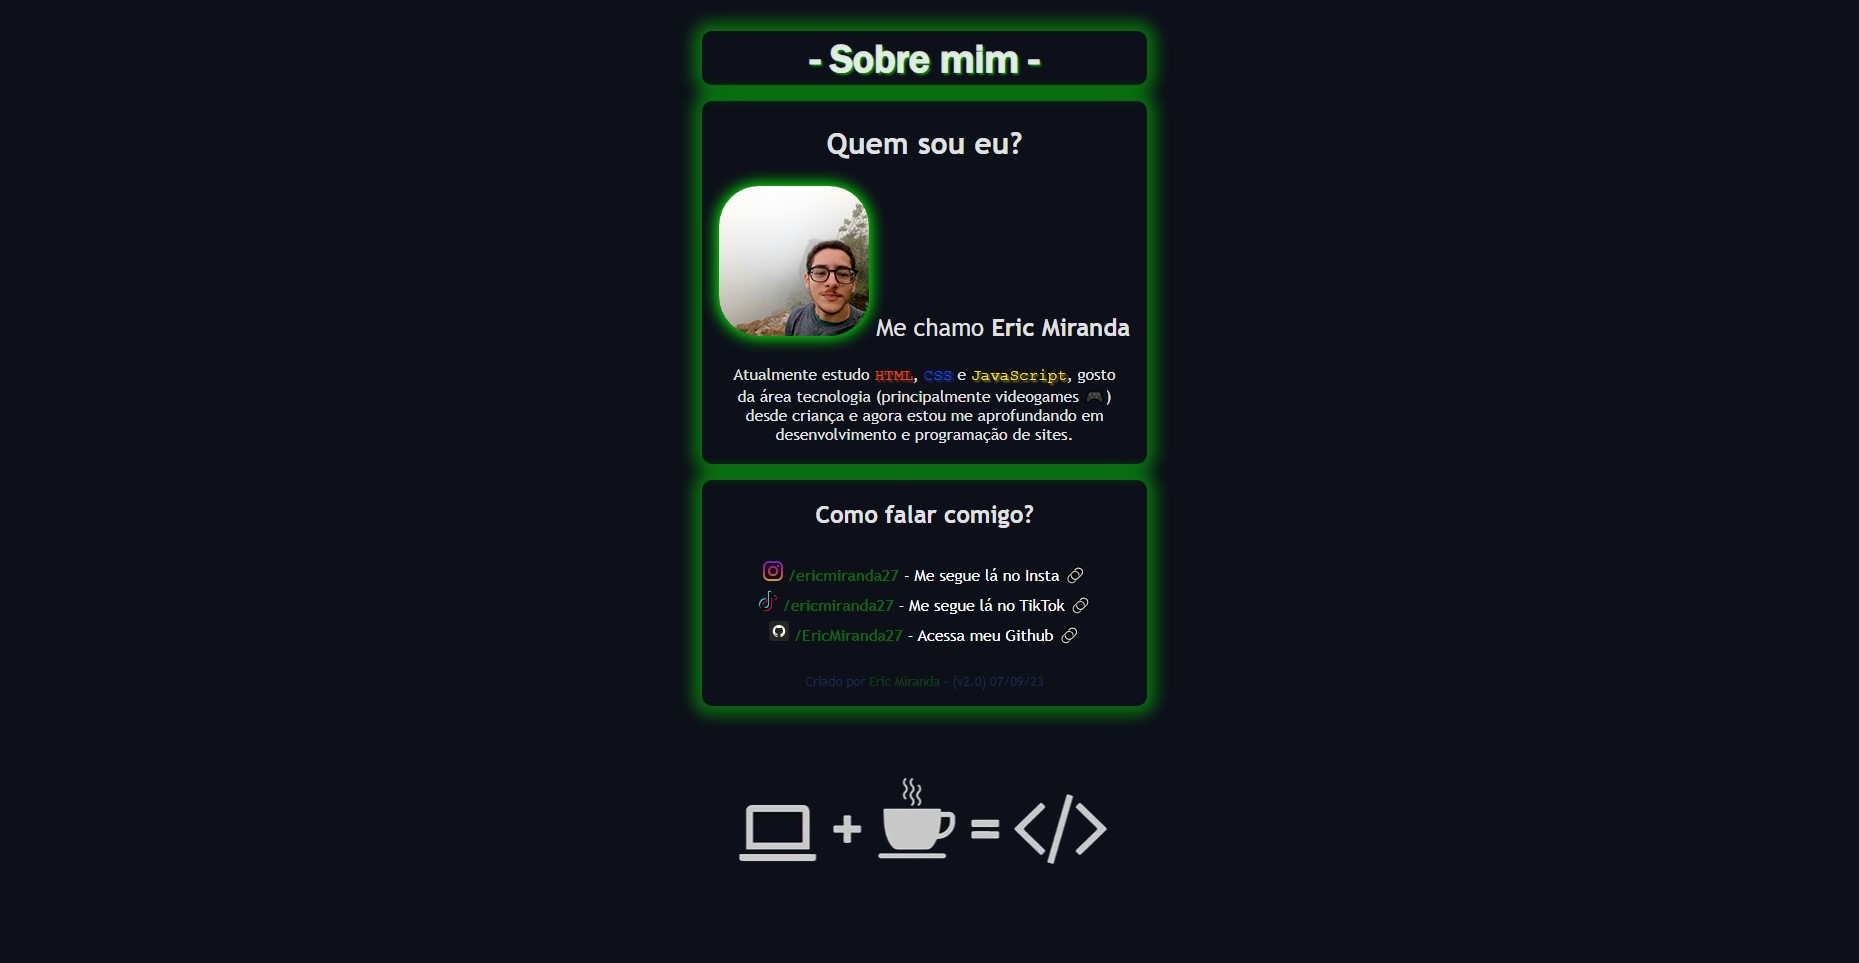 - Sobre mim -
Quem sou eu?
Me chamo Eric Miranda
Atualmente estudo HTML, CSS e JavaScript, gosto
da área tecnologia (principalmente videogames 🎮)
desde criança e agora estou me aprofundando em
desenvolvimento e programação de sites.
Como falar comigo?
/ericmiranda27 - Me segue lá no Insta
/ericmiranda27 - Me segue lá no TikTok
/EricMiranda27 - Acessa meu Github
Criado por Eric Miranda - (v2.0) 07/09/23
+ = </>